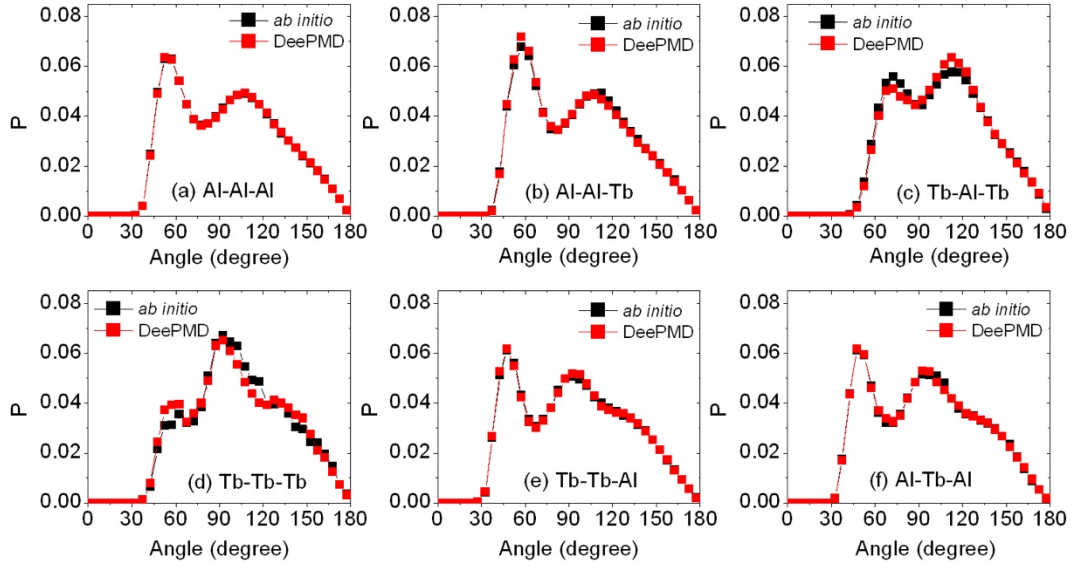 0.08
0.06
0.04
0.02
0.00
P
ab initio
DeePMD
(a) Al-Al-Al
0 30 60 90 120 150 180
Angle (degree)
0.08
0.06
0.04
0.02
0.00
P
ab initio
DeePMD
(b) Al-Al-Tb
0 30 60 90 120 150 180
Angle (degree)
0.08
0.06
0.04
0.02
0.00
P
ab initio
DeePMD
(c) Tb-Al-Tb
0 30 60 90 120 150 180
Angle (degree)
0.08
0.06
0.04
0.02
0.00
P
ab initio
DeePMD
(d) Tb-Tb-Tb
0 30 60 90 120 150 180
Angle (degree)
0.08
0.06
0.04
0.02
0.00
P
ab initio
DeePMD
(e) Tb-Tb-Al
0 30 60 90 120 150 180
Angle (degree)
0.08
0.06
0.04
0.02
0.00
P
ab initio
DeePMD
(f) Al-Tb-Al
0 30 60 90 120 150 180
Angle (degree)